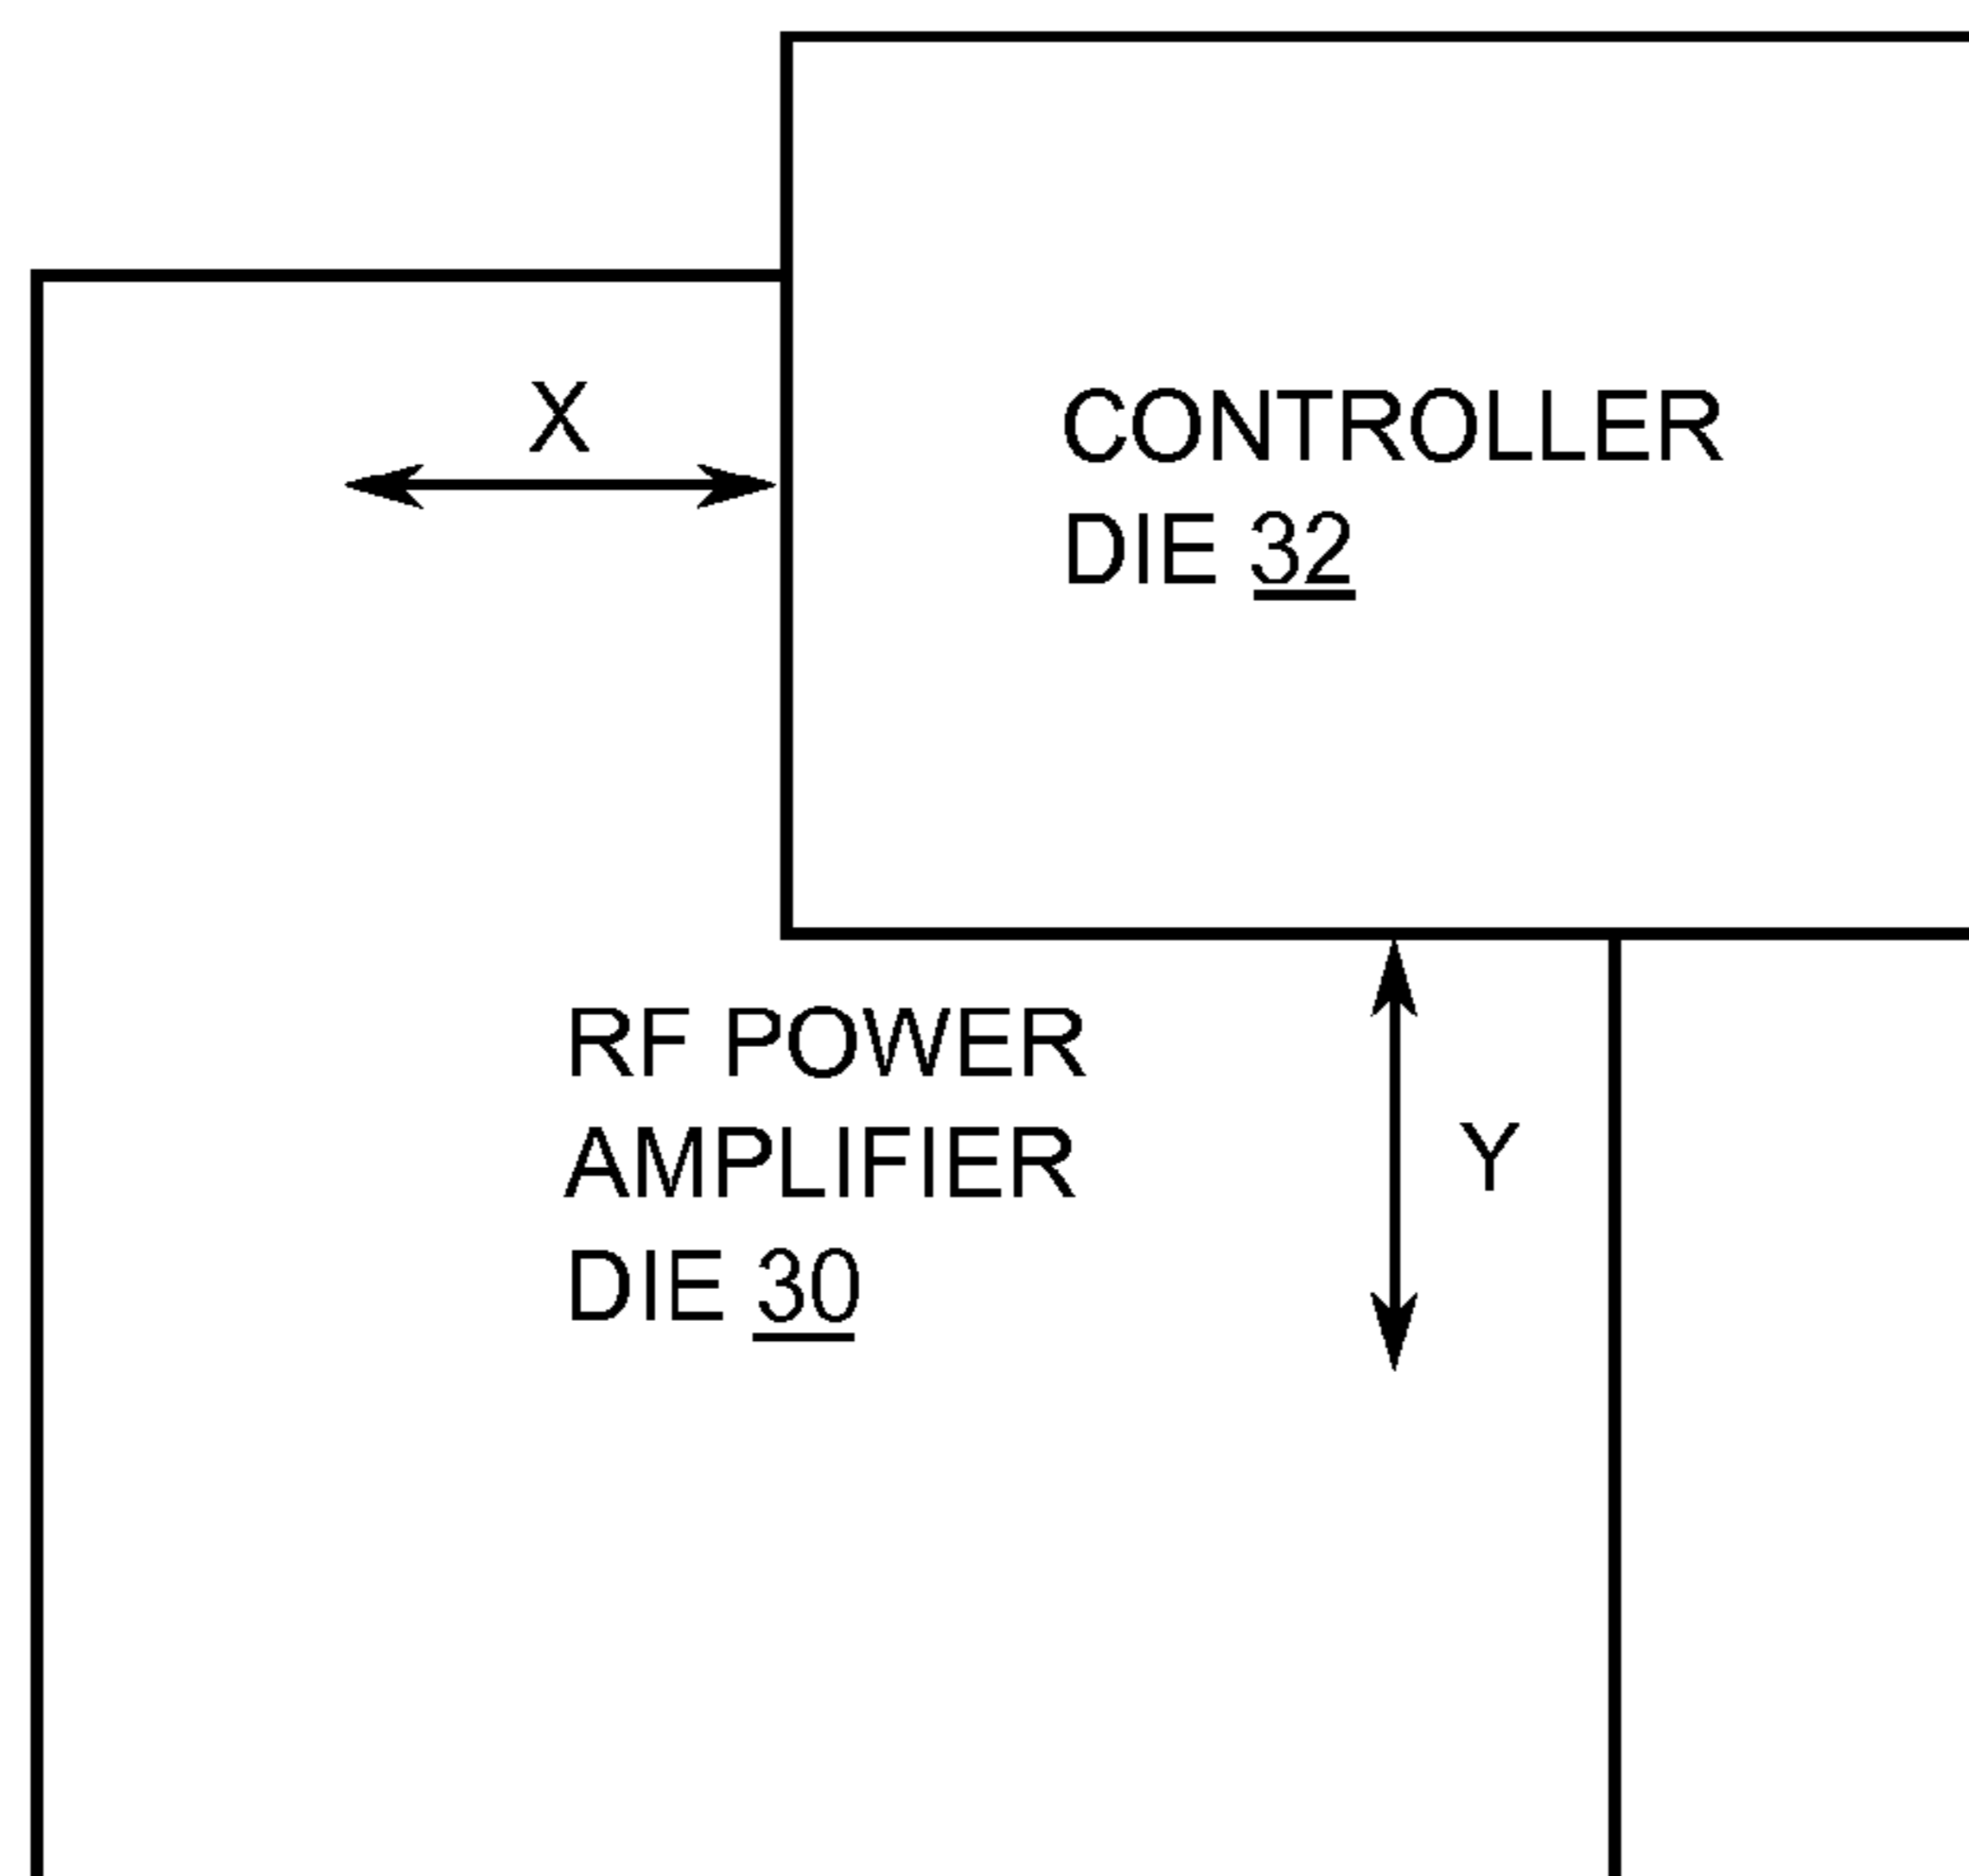 X
CONTROLLER
DIE 32
RF POWER
AMPLIFIER
DIE 30
Y